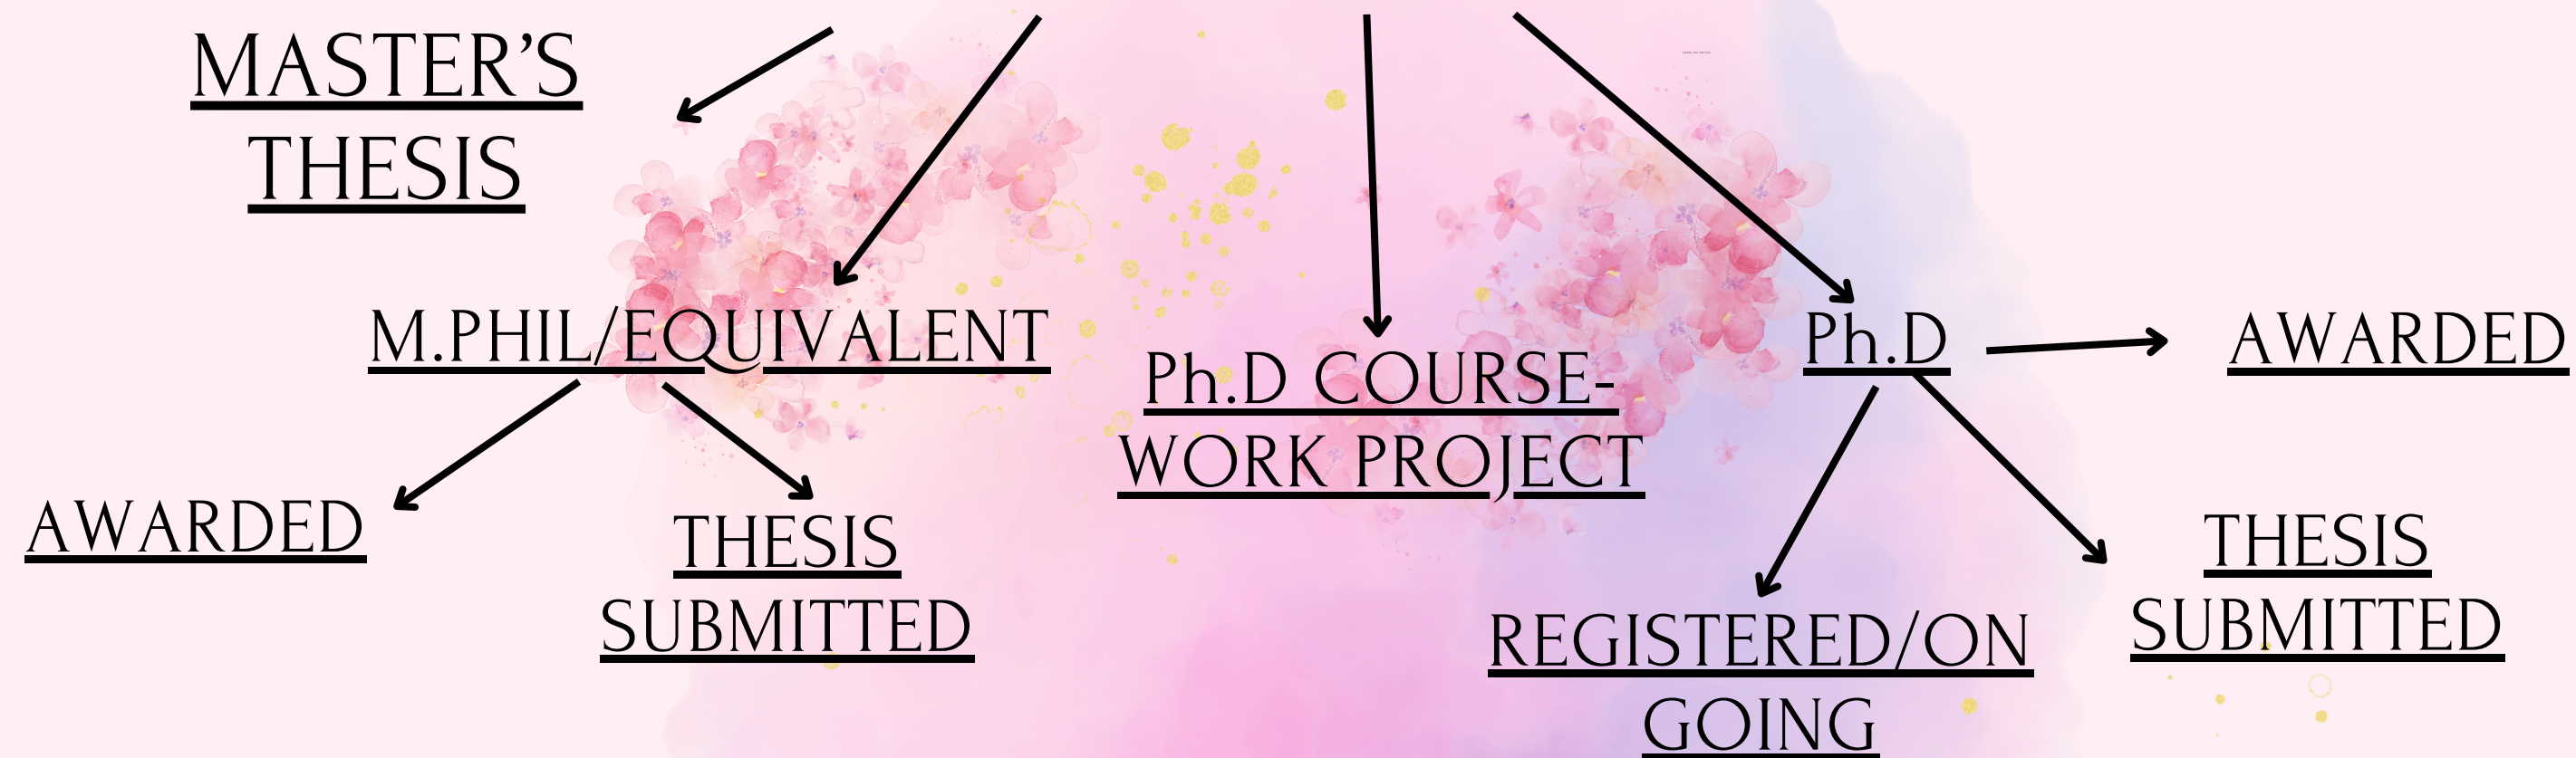 MASTER'S
THESIS
M.PHIL/EQUIVALENT
AWARDED
THESIS
SUBMITTED
Ph.D COURSE-
WORK PROJECT
Ph.D
AWARDED
REGISTERED/ON
GOING
THESIS
SUBMITTED